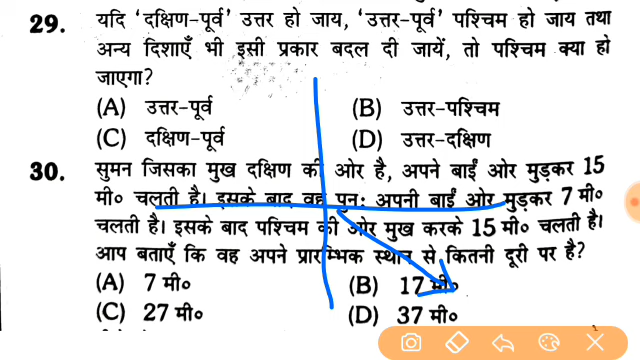 29. यदि ‘दक्षिण-पूर्व’ उत्तर हो जाय, ‘उत्तर-पूर्व’ पश्चिम हो जाय तथा
अन्य दिशाएँ भी इसी प्रकार बदल दी जायें, तो पश्चिम क्या हो
जाएगा?
(A) उत्तर-पूर्व (B) उत्तर-पश्चिम
(C) दक्षिण-पूर्व (D) उत्तर-दक्षिण
30. सुमन जिसका मुख दक्षिण की ओर है, अपने बाईं ओर मुड़कर 15
मी० चलती है। इसके बाद वह पुनः अपनी बाईं ओर मुड़कर 7 मी०
चलती है। इसके बाद पश्चिम की ओर मुख करके 15 मी० चलती है।
आप बताएँ कि वह अपने प्रारम्भिक स्थान से कितनी दूरी पर है?
(A) 7 मी० (B) 17 मी०
(C) 27 मी० (D) 37 मी०